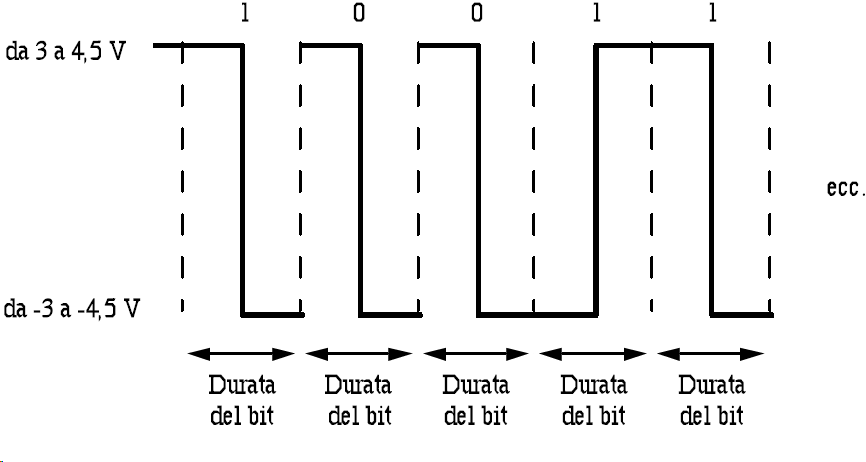 1 0 0 1 1
da 3 a 4,5 V
ecc.
da -3 a -4,5 V
Durata Durata Durata Durata Durata
del bit del bit del bit del bit del bit